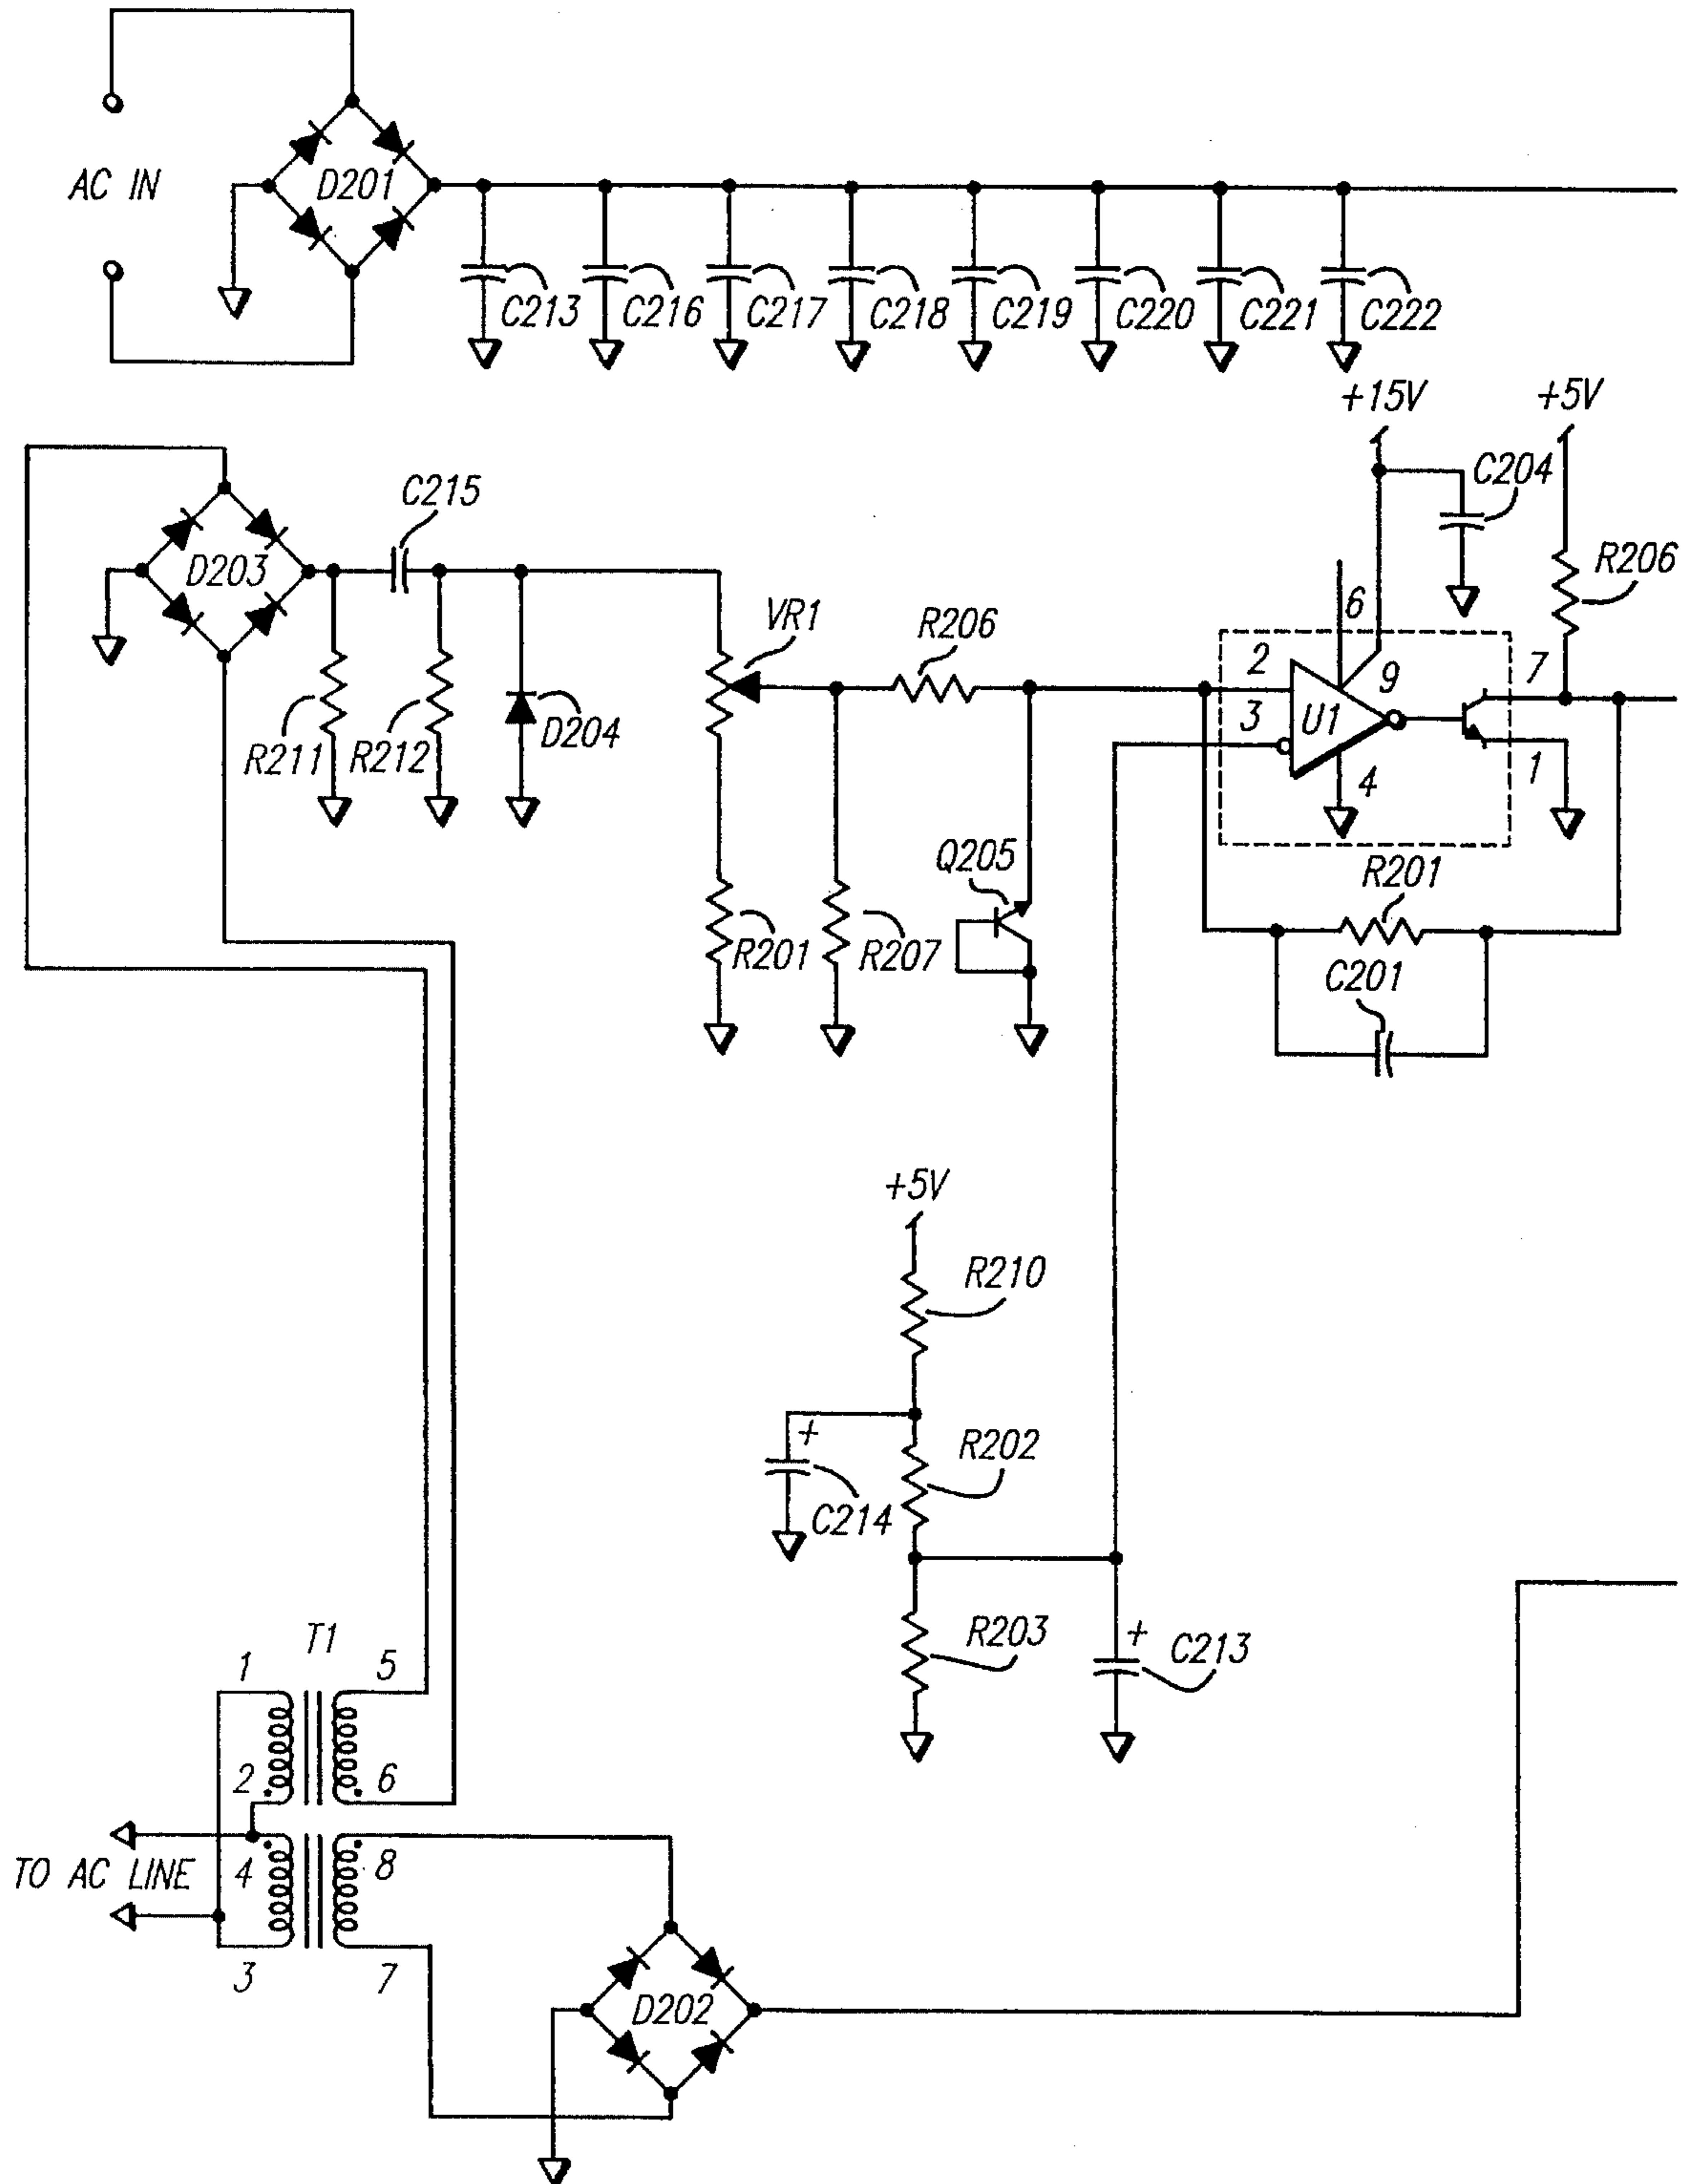 AC IN
D201
C213
C216
C217
C218
C219
C220
C221
C222
+15V
+5V
C204
R206
C215
D203
R211
R212
D204
VR1
R206
2
3
6
9
U1
4
7
1
Q205
R201
R207
R201
C201
+5V
R210
R202
C214
R203
+
C213
+
T1
1
5
2
6
TO AC LINE
4
8
3
7
D202